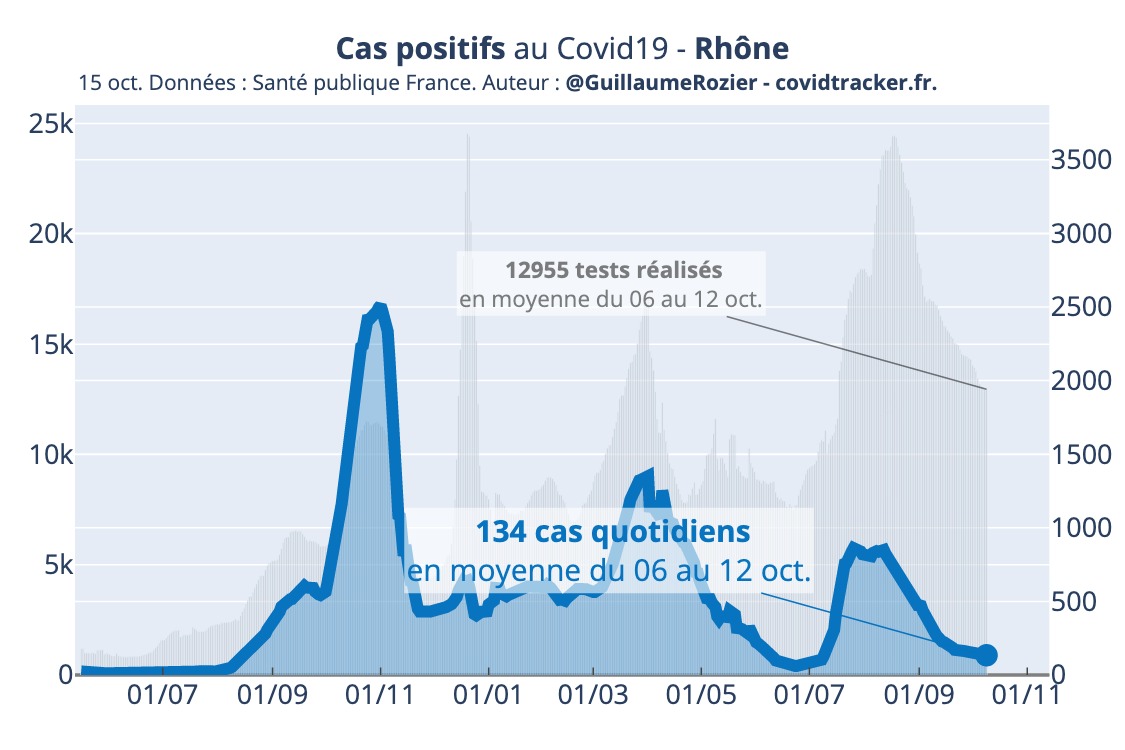 Cas positifs au Covid19 - Rhône
15 oct. Données : Santé publique France. Auteur : @GuillaumeRozier - covidtracker.fr.
25k
3500
20k
3000
12955 tests réalisés
en moyenne du 06 au 12 oct.
2500
15k
2000
10k
1500
134 cas quotidiens
1000
en moyenne du 06 au 12 oct.
5k
500
0
0
01/07 01/09 01/11 01/01 01/03 01/05 01/07 01/09 01/11